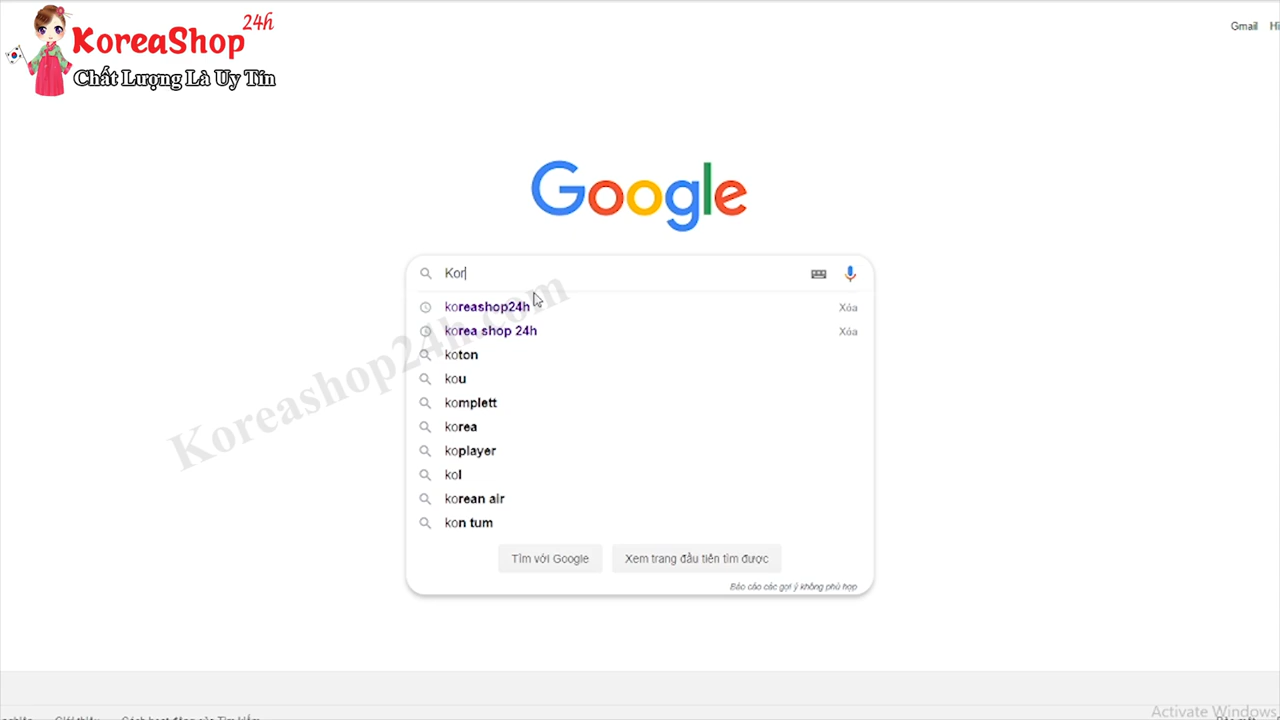 24h
KoreaShop
Chất Lượng Là Uy Tín
Gmail
Google
Kor
koreashop24h Xóa
korea shop 24h Xóa
koton
kou
komplett
korea
koplayer
kol
korean air
kon tum
Tìm với Google Xem trang đầu tiên tìm được
Báo cáo các gợi ý không phù hợp
Koreashop24h.com
Activate Windows